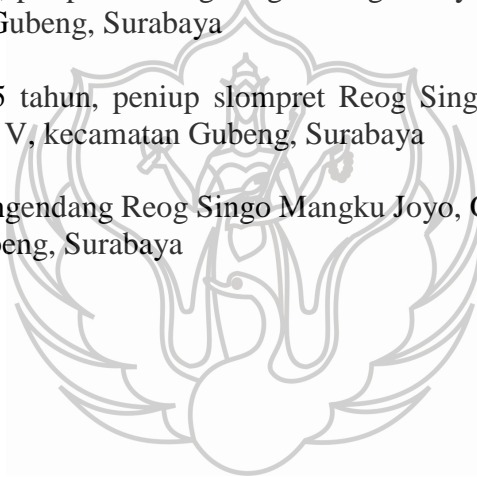 Gubeng, Surabaya
5 tahun, peniup slompret Reog Sing
V, kecamatan Gubeng, Surabaya
ngendang Reog Singo Mangku Joyo,
beng, Surabaya